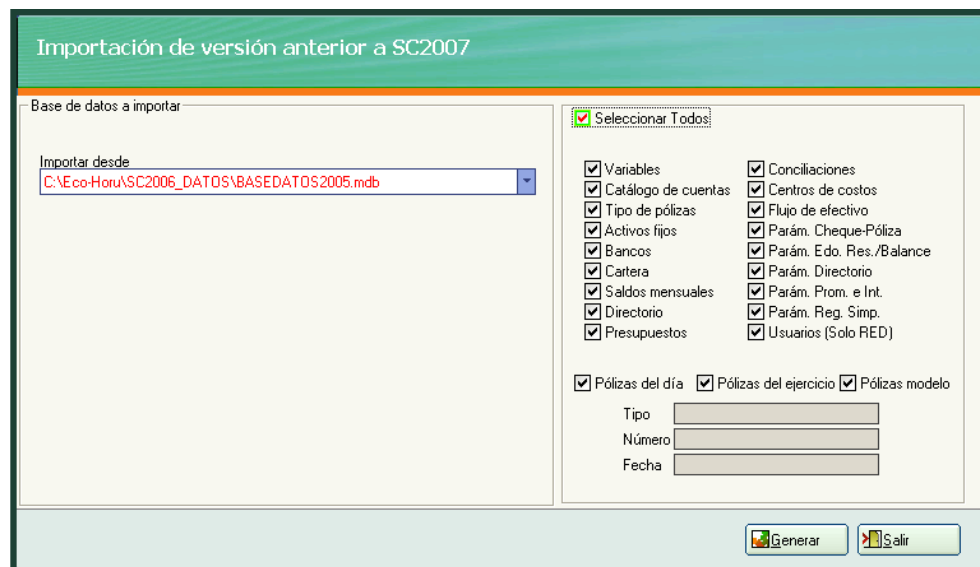 Importación de versión anterior a SC2007
Base de datos a importar
Importar desde
C:\Eco-Horu\SC2006_DATOS\BASEDATOS2005.mdb
Seleccionar Todos
Variables
Catálogo de cuentas
Tipo de pólizas
Activos fijos
Bancos
Cartera
Saldos mensuales
Directorio
Presupuestos
Conciliaciones
Centros de costos
Flujo de efectivo
Parám. Cheque-Póliza
Parám. Edo. Res./Balance
Parám. Directorio
Parám. Prom. e Int.
Parám. Reg. Simp.
Usuarios (Solo RED)
Pólizas del día Pólizas del ejercicio Pólizas modelo
Tipo
Número
Fecha
Generar Salir